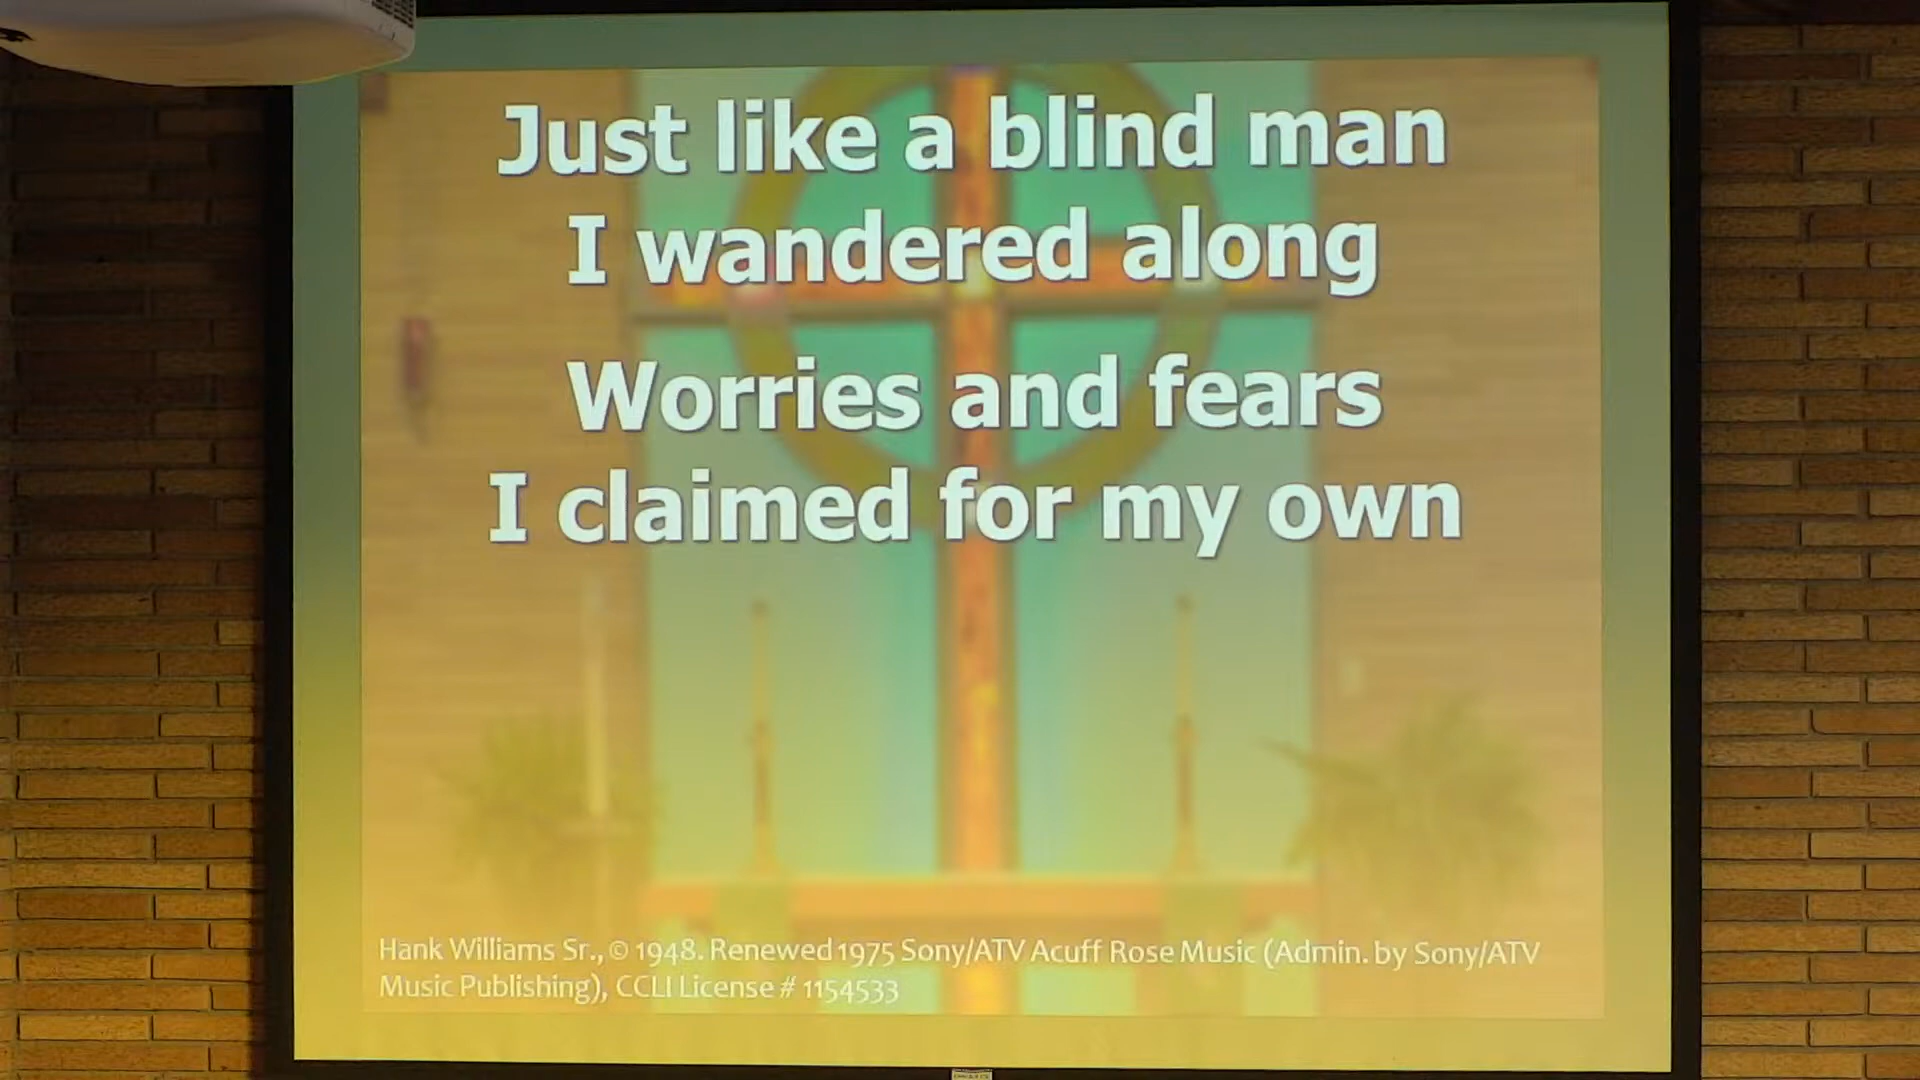 Just like a blind man
I wandered along
Worries and fears
I claimed for my own
Hank Williams Sr., © 1948. Renewed 1975 Sony/ATV Acuff Rose Music (Admin. by Sony/ATV
Music Publishing), CCLI License # 1154533